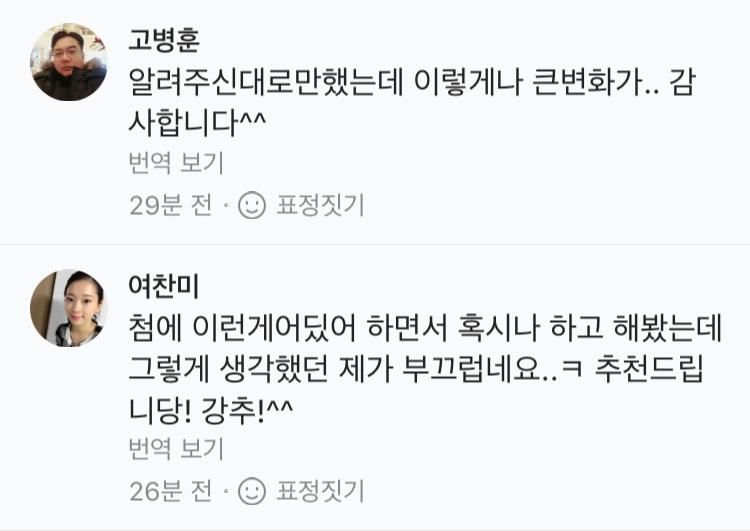 고병훈
알려주신대로만했는데 이렇게나 큰변화가.. 감
사합니다^^
번역 보기
29분 전 · 표정짓기
여찬미
첨에 이런게어딨어 하면서 혹시나 하고 해봤는데
그렇게 생각했던 제가 부끄럽네요..ㅋ 추천드립
니당! 강추!^^
번역 보기
26분 전 · 표정짓기